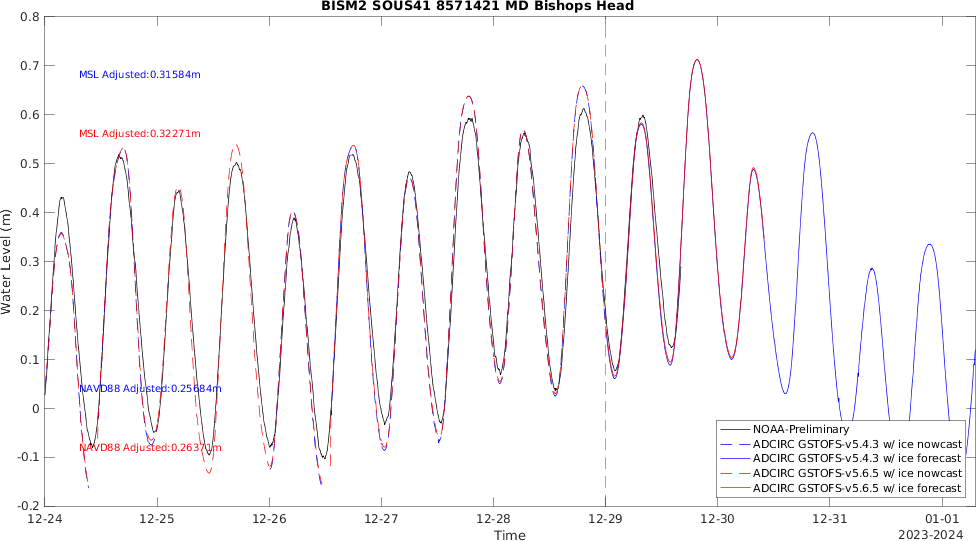 BISM2 SOUS41 8571421 MD Bishops Head
0.8
0.7
0.6
0.5
0.4
0.3
0.2
0.1
0
-0.1
-0.2
Water Level (m)
MSL Adjusted:0.31584m
MSL Adjusted:0.32271m
NAVD88 Adjusted:0.25684m
NAVD88 Adjusted:0.26371m
NOAA-Preliminary
ADCIRC GSTOFS-v5.4.3 w/ ice nowcast
ADCIRC GSTOFS-v5.4.3 w/ ice forecast
ADCIRC GSTOFS-v5.6.5 w/ ice nowcast
ADCIRC GSTOFS-v5.6.5 w/ ice forecast
12-24 12-25 12-26 12-27 12-28 12-29 12-30 12-31 01-01
Time
2023-2024